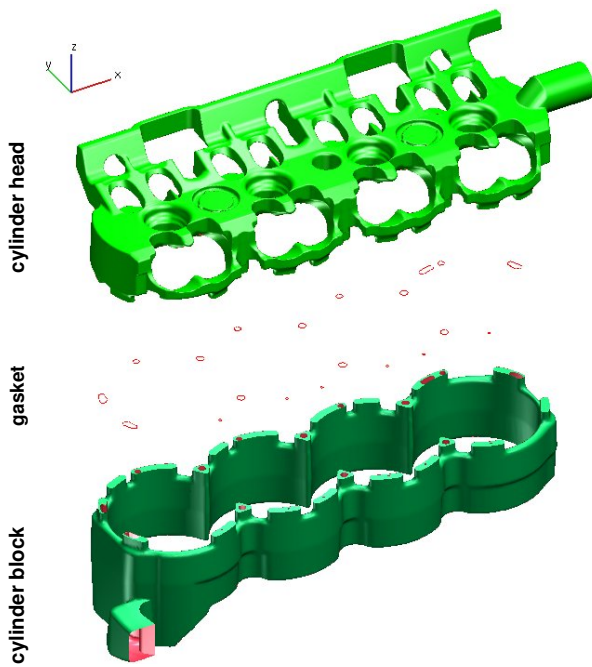 z
y
x
cylinder head
gasket
cylinder block